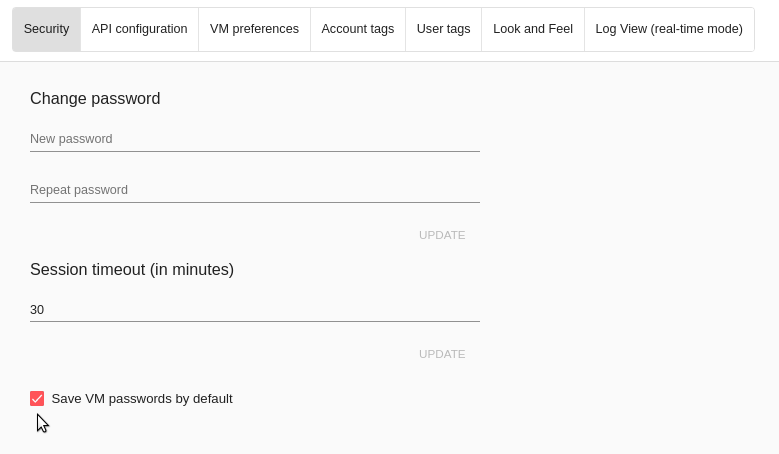 Security API configuration VM preferences Account tags User tags Look and Feel Log View (real-time mode)
Change password
New password
Repeat password
UPDATE
Session timeout (in minutes)
30
UPDATE
Save VM passwords by default